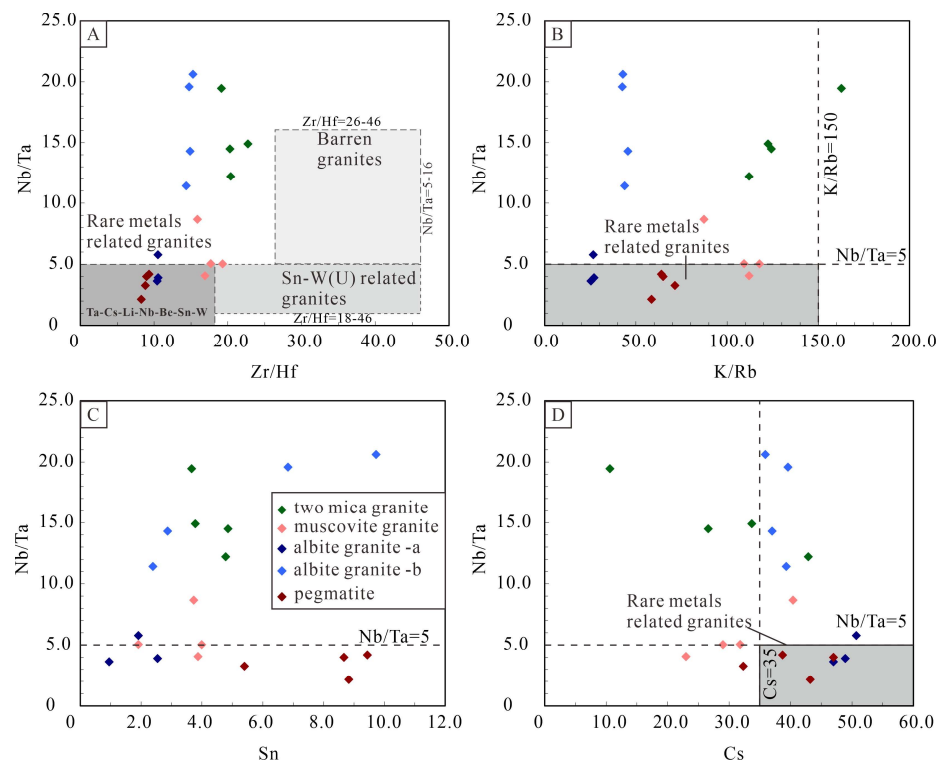 A
25.0
20.0
15.0
10.0
5.0
0
Nb/Ta
Zr/Hf=26-46
Barren
granites
Nb/Ta=5-16
Rare metals
related granites
Sn-W(U) related
granites
Ta-Cs-Li-Nb-Be-Sn-W
Zr/Hf=18-46
0 10.0 20.0 30.0 40.0 50.0
Zr/Hf
B
25.0
20.0
15.0
10.0
5.0
0
Nb/Ta
K/Rb=150
Rare metals
related granites
Nb/Ta=5
0.0 50.0 100.0 150.0 200.0
K/Rb
C
25.0
20.0
15.0
10.0
5.0
0
Nb/Ta
two mica granite
muscovite granite
albite granite -a
albite granite -b
pegmatite
Nb/Ta=5
0 2.0 4.0 6.0 8.0 10.0 12.0
Sn
D
25.0
20.0
15.0
10.0
5.0
0
Nb/Ta
Rare metals
related granites
Nb/Ta=5
Cs=35
0 10.0 20.0 30.0 40.0 50.0 60.0
Cs